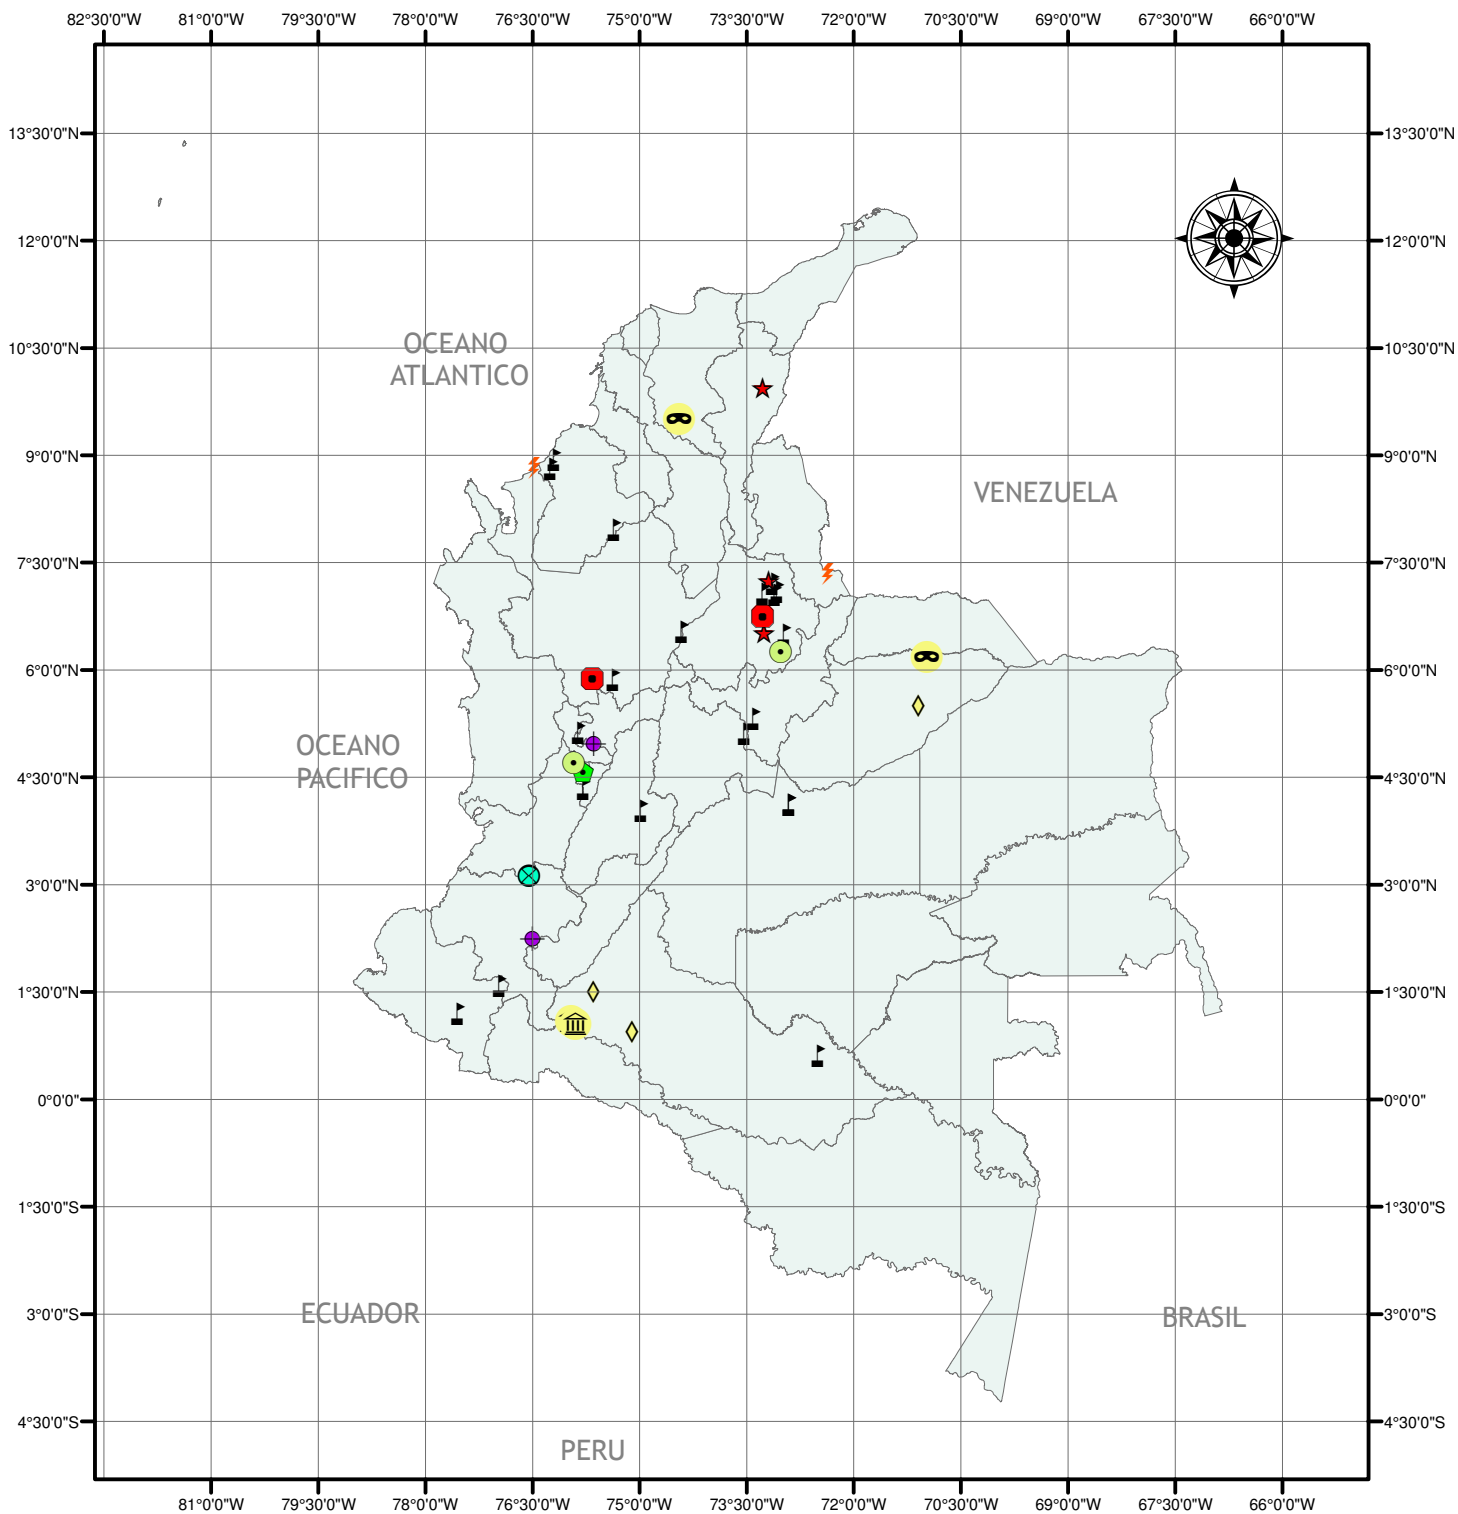 82°30'0"W 81°0'0"W 79°30'0"W 78°0'0"W 76°30'0"W 75°0'0"W 73°30'0"W 72°0'0"W 70°30'0"W 69°0'0"W 67°30'0"W 66°0'0"W
13°30'0"N 13°30'0"N
12°0'0"N 12°0'0"N
OCEANO
ATLANTICO
10°30'0"N 10°30'0"N
9°0'0"N 9°0'0"N
VENEZUELA
7°30'0"N 7°30'0"N
6°0'0"N 6°0'0"N
OCEANO
PACIFICO
4°30'0"N 4°30'0"N
3°0'0"N 3°0'0"N
1°30'0"N 1°30'0"N
0°0'0" 0°0'0"
1°30'0"S 1°30'0"S
3°0'0"S 3°0'0"S
ECUADOR
BRASIL
4°30'0"S 4°30'0"S
PERU
81°0'0"W 79°30'0"W 78°0'0"W 76°30'0"W 75°0'0"W 73°30'0"W 72°0'0"W 70°30'0"W 69°0'0"W 67°30'0"W 66°0'0"W